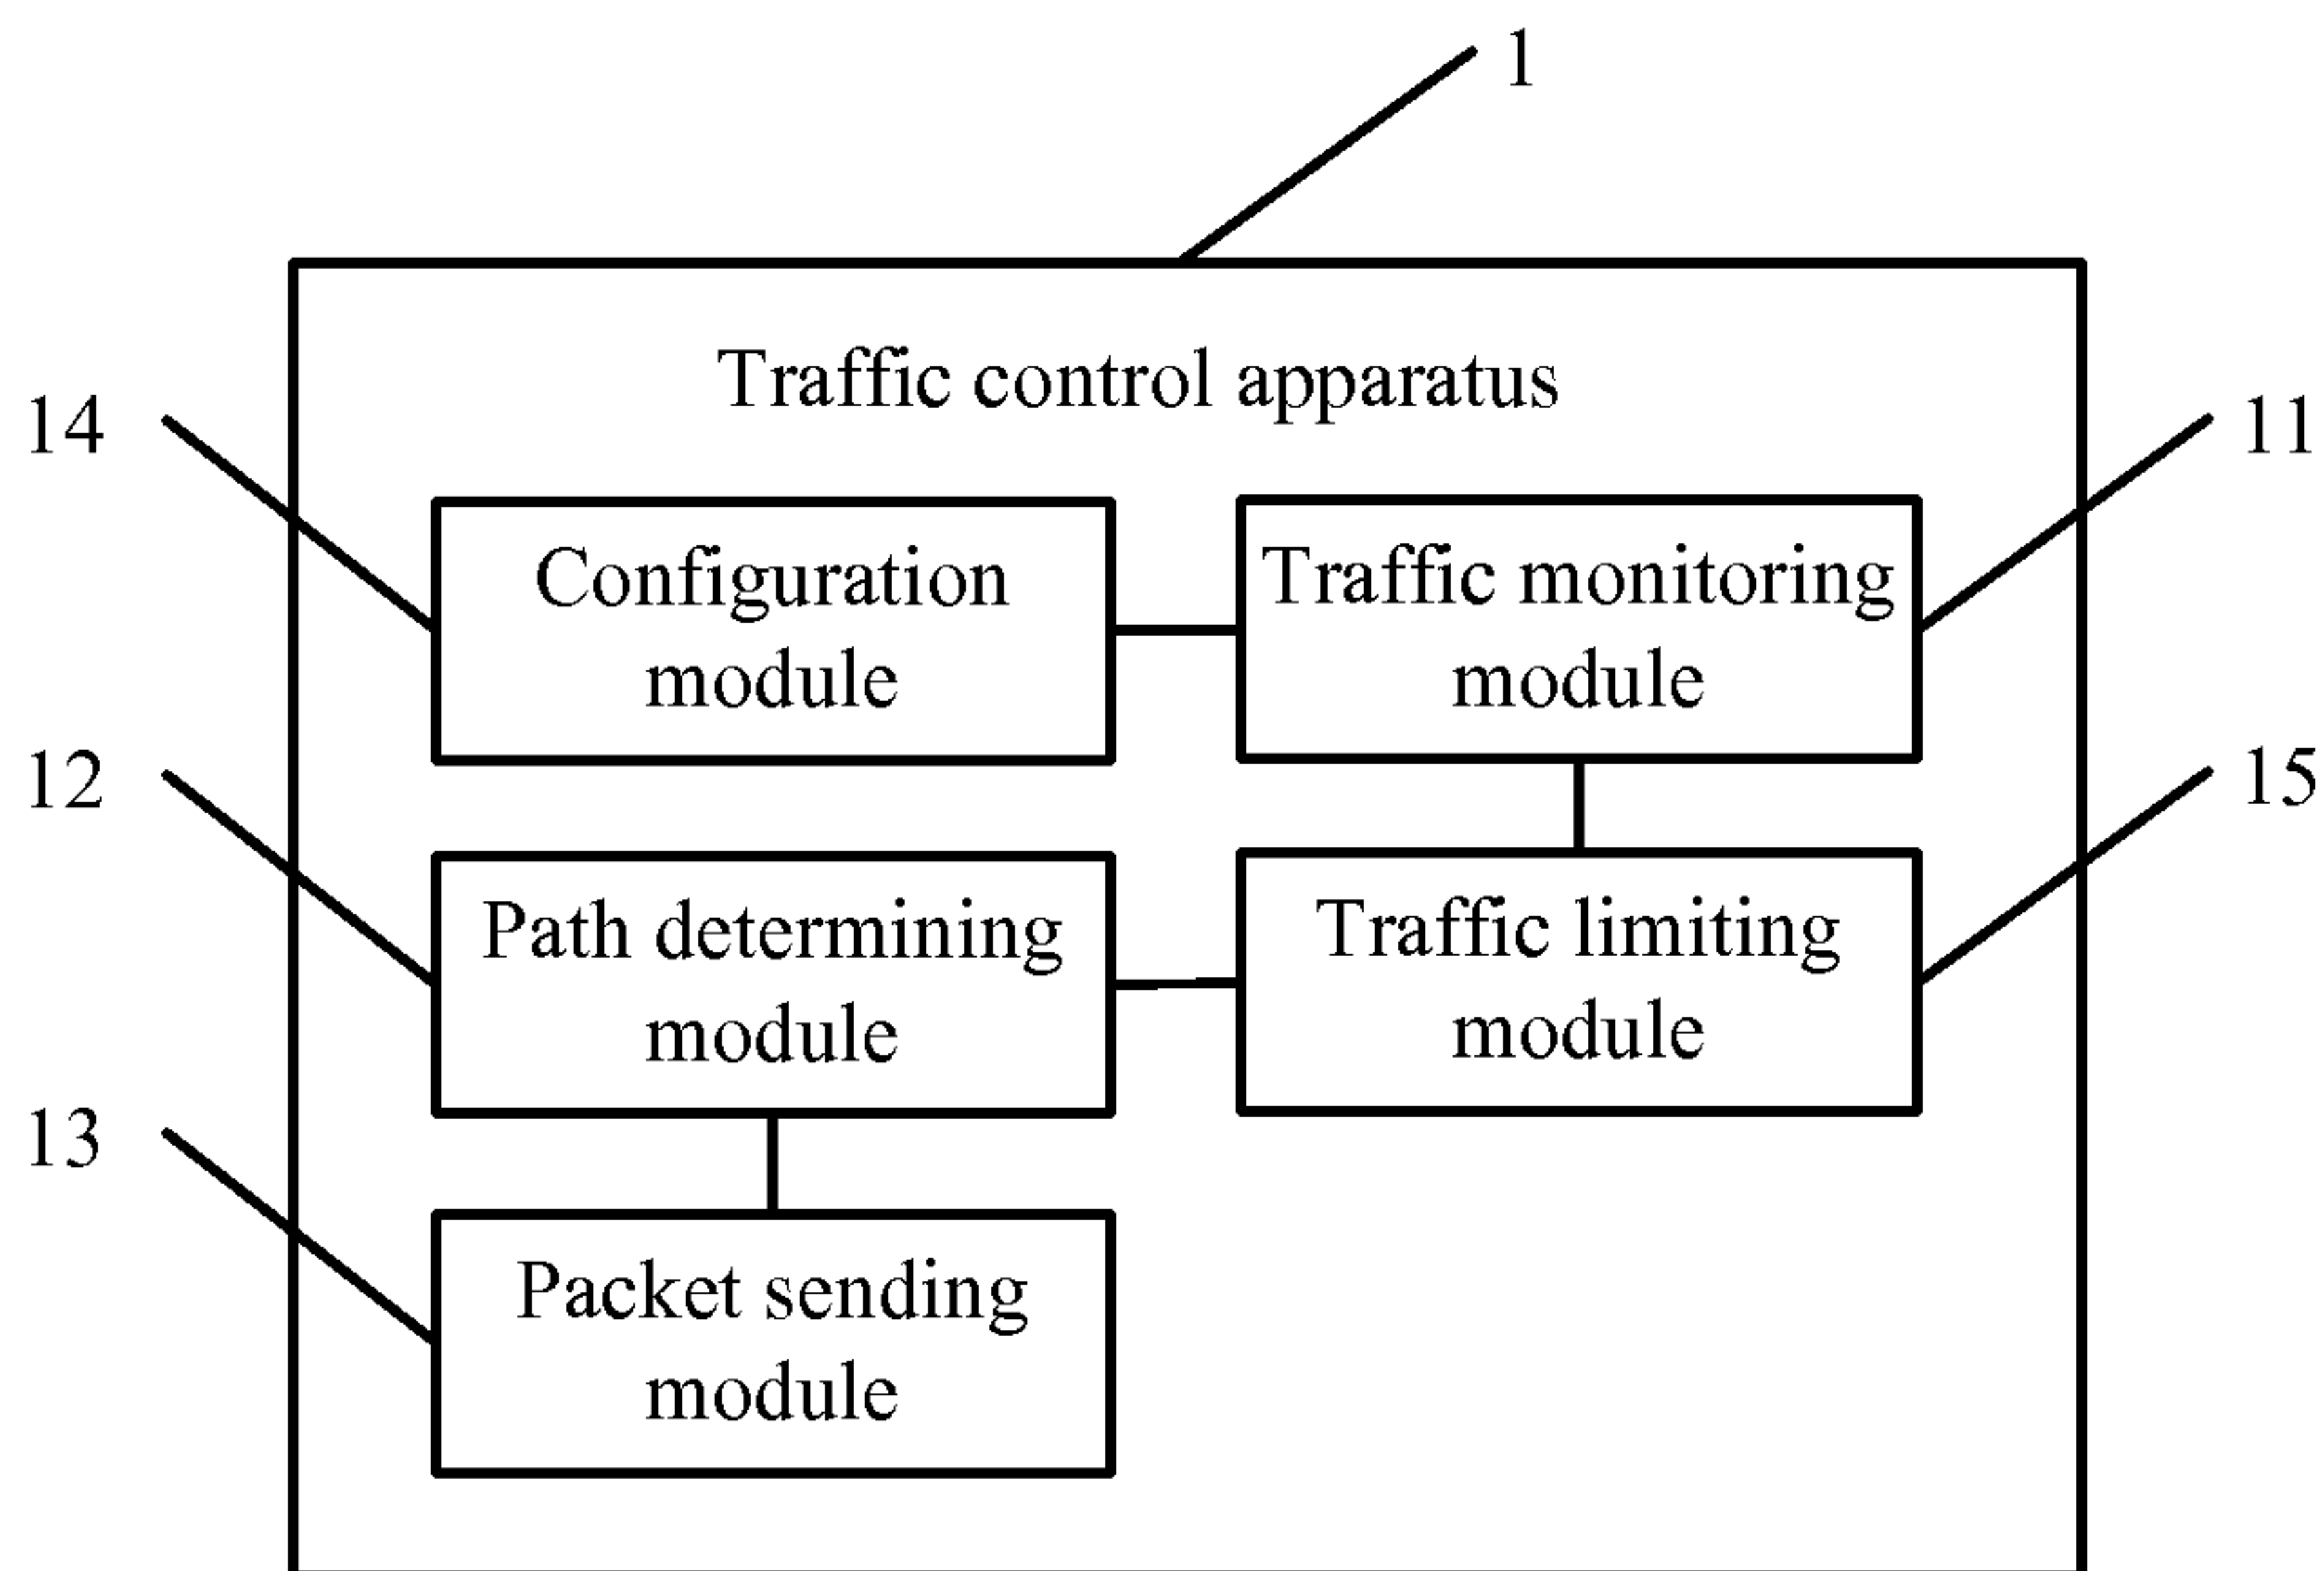 1
Traffic control apparatus
14
11
Configuration
module
Traffic monitoring
module
12
15
Path determining
module
Traffic limiting
module
13
Packet sending
module